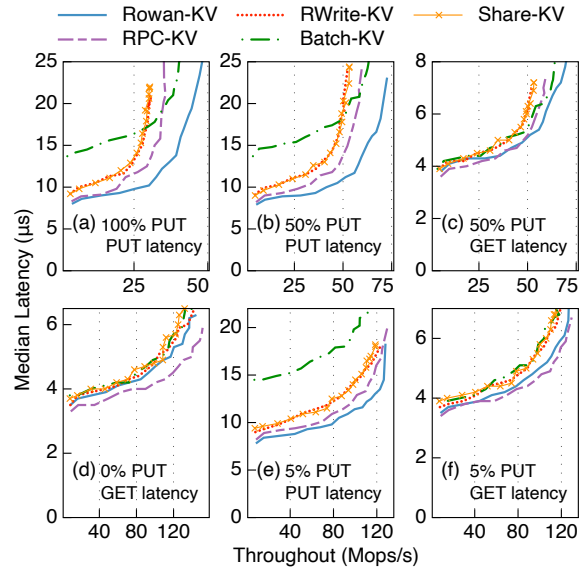 Rowan-KV RWrite-KV Share-KV
RPC-KV Batch-KV
Median Latency (μs)
25
20
15
10
5
0
(a) 100% PUT
PUT latency
25 50
25
20
15
10
5
0
(b) 50% PUT
PUT latency
25 50 75
8
6
4
2
(c) 50% PUT
GET latency
25 50 75
6
4
2
0
(d) 0% PUT
GET latency
40 80 120
20
15
10
5
0
(e) 5% PUT
PUT latency
40 80 120
6
4
2
0
(f) 5% PUT
GET latency
40 80 120
Throughout (Mops/s)